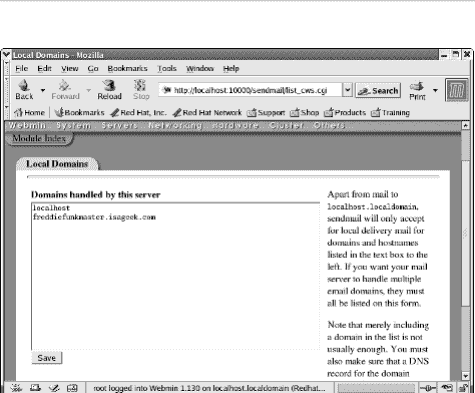 Local Domains - Mozilla
File Edit View Go Bookmarks Tools Window Help
Back Forward Reload Stop http://localhost:10000/sendmail/list_cws.cgi Search Print
Home Bookmarks Red Hat, Inc. Red Hat Network Support Shop Products Training
Webmin System Servers Networking Hardware Cluster Others
Module Index
Local Domains
Domains handled by this server
localhost
freddiefunkmaster.isageek.com
Save
Apart from mail to
localhost.localdomain,
sendmail will only accept
for local delivery mail for
domains and hostnames
listed in the text box to the
left. If you want your mail
server to handle multiple
email domains, they must
all be listed on this form.
Note that merely including
a domain in the list is not
usually enough. You must
also make sure that a DNS
record for the domain
root logged into Webmin 1.130 on localhost.localdomain (Redhat...